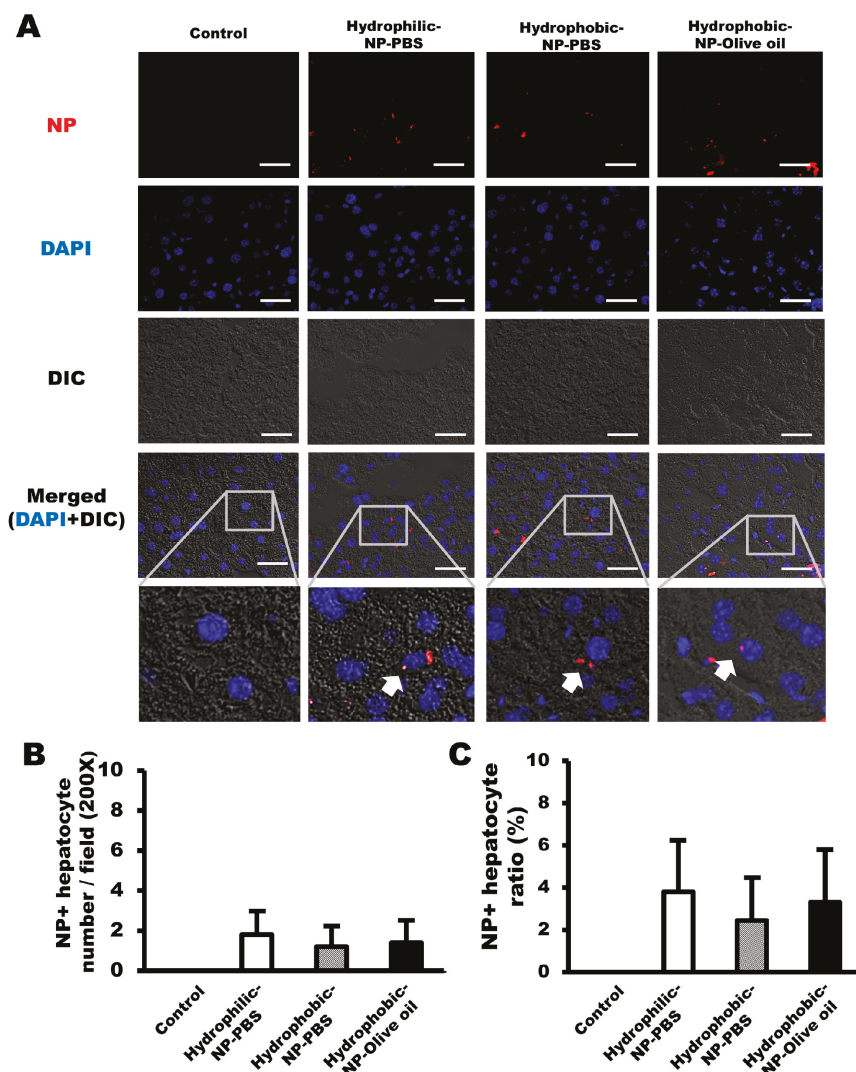 A
Control
Hydrophilic-
NP-PBS
Hydrophobic-
NP-PBS
Hydrophobic-
NP-Olive oil
NP
DAPI
DIC
Merged
(DAPI+DIC)
B
NP+ hepatocyte
number / field (200X)
10
8
6
4
2
0
Control
Hydrophilic-
NP-PBS
Hydrophobic-
NP-PBS
Hydrophobic-
NP-Olive oil
C
NP+ hepatocyte
ratio (%)
10
8
6
4
2
0
Control
Hydrophilic-
NP-PBS
Hydrophobic-
NP-PBS
Hydrophobic-
NP-Olive oil